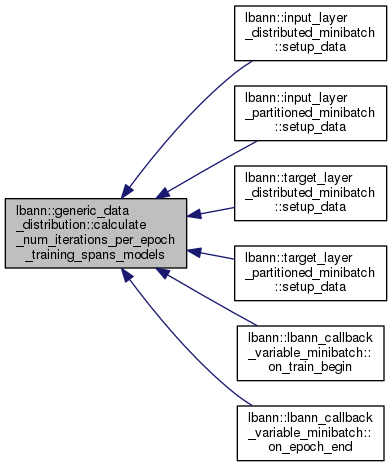 lbann::input_layer
_distributed_minibatch
::setup_data
lbann::input_layer
_partitioned_minibatch
::setup_data
lbann::target_layer
_distributed_minibatch
::setup_data
lbann::generic_data
_distribution::calculate
_num_iterations_per_epoch
_training_spans_models
lbann::target_layer
_partitioned_minibatch
::setup_data
lbann::lbann_callback
_variable_minibatch::
on_train_begin
lbann::lbann_callback
_variable_minibatch::
on_epoch_end